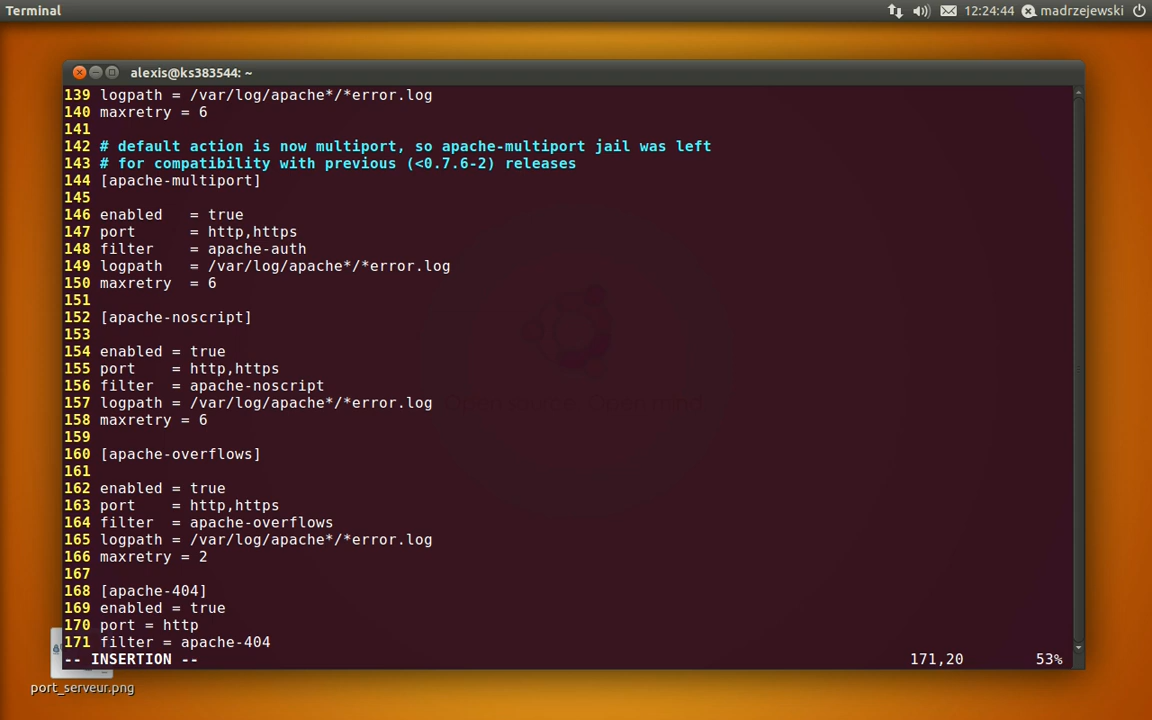 Terminal
12:24:44 madrzejewski
alexis@ks383544: ~
139 logpath = /var/log/apache*/*error.log
140 maxretry = 6
141
142 # default action is now multiport, so apache-multiport jail was left
143 # for compatibility with previous (<0.7.6-2) releases
144 [apache-multiport]
145
146 enabled   = true
147 port      = http,https
148 filter    = apache-auth
149 logpath   = /var/log/apache*/*error.log
150 maxretry  = 6
151
152 [apache-noscript]
153
154 enabled = true
155 port    = http,https
156 filter  = apache-noscript
157 logpath = /var/log/apache*/*error.log
158 maxretry = 6
159
160 [apache-overflows]
161
162 enabled = true
163 port    = http,https
164 filter  = apache-overflows
165 logpath = /var/log/apache*/*error.log
166 maxretry = 2
167
168 [apache-404]
169 enabled = true
170 port = http
171 filter = apache-404
-- INSERTION -- 171,20 53%
port_serveur.png